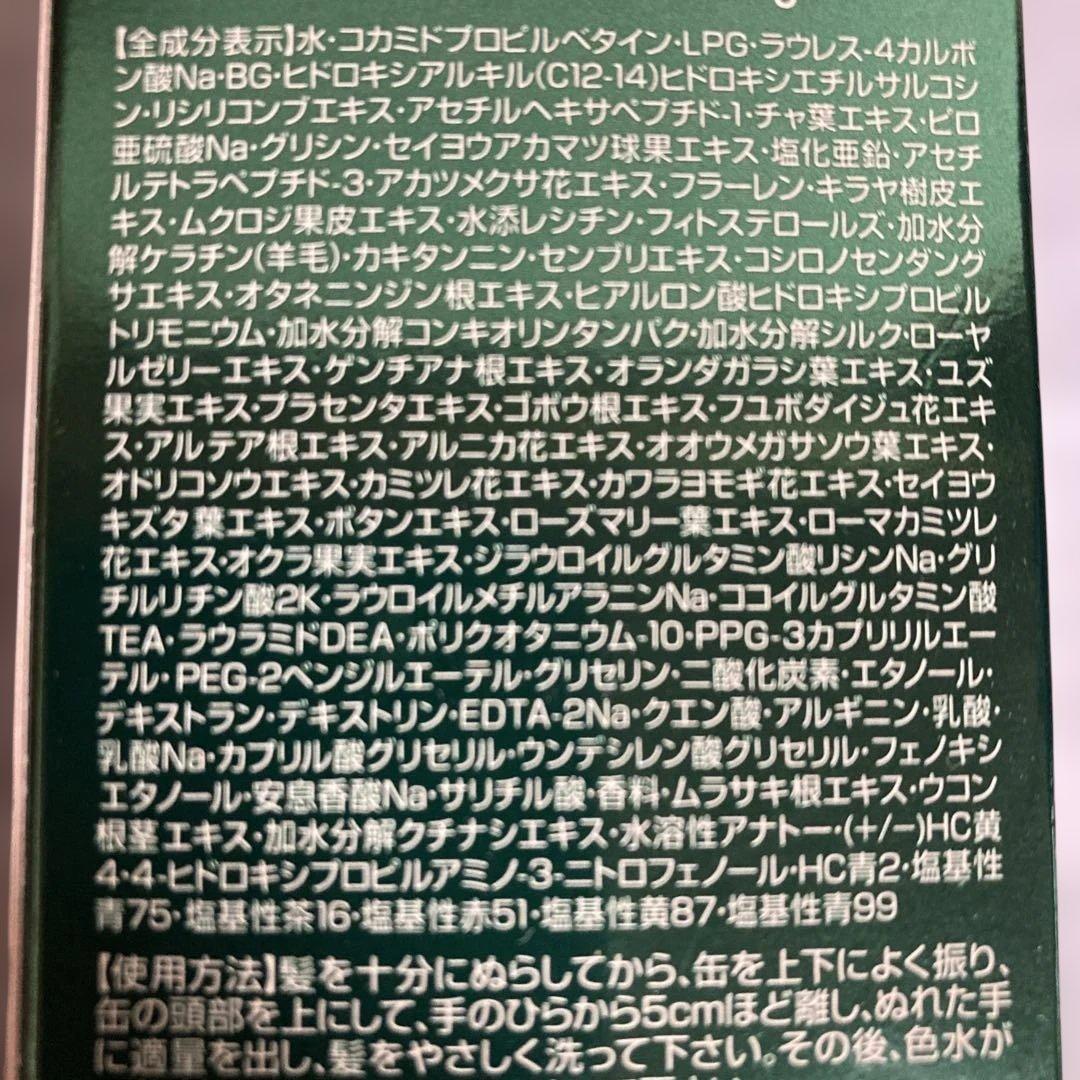 【全成分表示】水・コカミドプロピルベタイン・LPG・ラウレス-4カルボ
ン酸Na・BG・ヒドロキシアルキル(C12-14)ヒドロキシエチルサルコシ
ン・リシリコンブエキス・アセチルヘキサペプチド-1・チャ葉エキス・ピロ
亜硫酸Na・グリシン・セイヨウアカマツ球果エキス・塩化亜鉛・アセチ
ルテトラペプチド-3・アカツメクサ花エキス・フラーレン・キラヤ樹皮エ
キス・ムクロジ果皮エキス・水添レシチン・フィトステロールズ・加水分
解ケラチン(羊毛)・カキタンニン・センブリエキス・コシロノセンダング
サエキス・オタネニンジン根エキス・ヒアルロン酸ヒドロキシプロピル
トリモニウム・加水分解コンキオリンタンパク・加水分解シルク・ローヤ
ルゼリーエキス・ゲンチアナ根エキス・オランダガラシ葉エキス・ユズ
果実エキス・プラセンタエキス・ゴボウ根エキス・フユボダイジュ花エキ
ス・アルテア根エキス・アルニカ花エキス・オオウメガサソウ葉エキス・
オドリコソウエキス・カミツレ花エキス・カワラヨモギ花エキス・セイヨウ
キズタ葉エキス・ボタンエキス・ローズマリー葉エキス・ローマカミツレ
花エキス・オクラ果実エキス・ジラウロイルグルタミン酸リシンNa・グリ
チルリチン酸2K・ラウロイルメチルアラニンNa・ココイルグルタミン酸
TEA・ラウラミドDEA・ポリクオタニウム-10・PPG-3カプリリルエー
テル・PEG-2ベンジルエーテル・グリセリン・二酸化炭素・エタノール・
デキストラン・デキストリン・EDTA-2Na・クエン酸・アルギニン・乳酸・
乳酸Na・カプリル酸グリセリル・ウンデシレン酸グリセリル・フェノキシ
エタノール・安息香酸Na・サリチル酸・香料・ムラサキ根エキス・ウコン
根茎エキス・加水分解クチナシエキス・水溶性アナトー・(+/-)HC黄
4・4-ヒドロキシプロピルアミノ-3-ニトロフェノール・HC青2・塩基性
青75・塩基性茶16・塩基性赤51・塩基性黄87・塩基性青99
【使用方法】髪を十分にぬらしてから、缶を上下によく振り、
缶の頭部を上にして、手のひらから5cmほど離し、ぬれた手
に適量を出し、髪をやさしく洗って下さい。その後、色水が